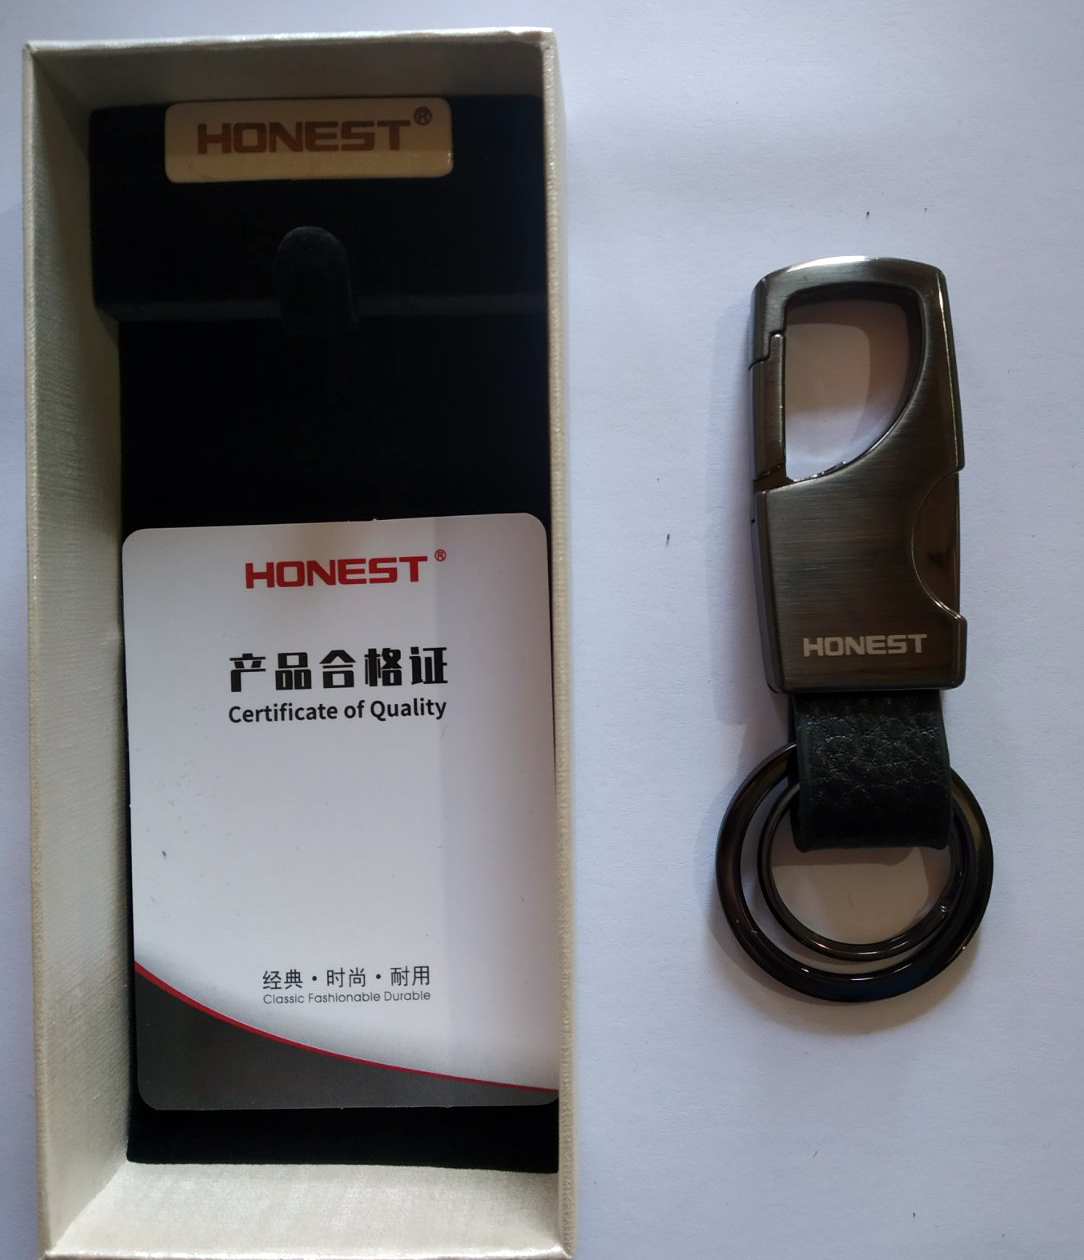 HONEST®
HONEST®
产品合格证
Certificate of Quality
经典·时尚·耐用
Classic Fashionable Durable
HONEST